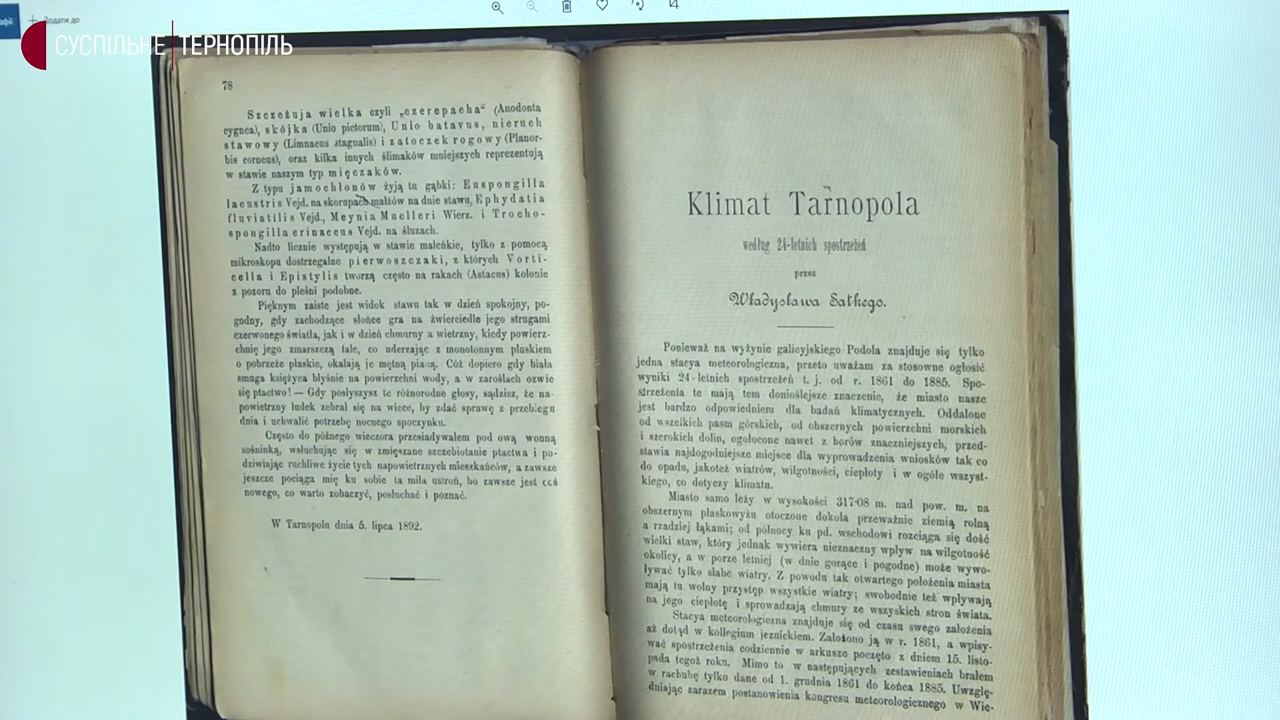 Додати до
СУСПІЛЬНЕ ТЕРНОПІЛЬ
78
Szczeżuja wielka czyli „czerepacha“ (Anodonta
cygnea), skójka (Unio pictorum), Unio batavus, nieruch
stawowy (Limnaeus stagnalis) i zatoczek rogowy (Planor-
bis corneus), oraz kilka innych ślimaków mniejszych reprezentują
w stawie naszym typ mięczaków.
Z typu jamochłonów żyją tu gąbki: Euspongilla
lacustris Vejd. na skorupach małżów na dnie stawu, Ephydatia
fluviatilis Vejd., Meynia Muelleri Wierz. i Trocho-
spongilla erinaceus Vejd. na śluzach.
Nadto licznie występują w stawie maleńkie, tylko z pomocą
mikroskopu dostrzegalne pierwoszczaki, z których Vorti-
cella i Epistylis tworzą często na rakach (Astacus) kolonie
z pozoru do pleśni podobne.
Pięknym zaiste jest widok stawu tak w dzień spokojny, po-
godny, gdy zachodzące słońce gra na źwierciedle jego strugami
czerwonego światła, jak i w dzień chmurny a wietrzny, kiedy powierz-
chnię jego zmarszczą fale, co uderzając z monotonnym pluskiem
o pobrzeże płaskie, okalają je mętną pianą. Cóż dopiero gdy biała
smuga księżyca błyśnie na powierzchni wody, a w zaroślach ozwie
się ptactwo! — Gdy posłyszysz te różnorodne głosy, sądzisz, że na-
powietrzny ludek zebrał się na wiece, by zdać sprawę z przebiegu
dnia i uchwalić potrzebę nocnego spoczynku.
Często do późnego wieczora przesiadywałem pod ową wonną
sośninką, wsłuchując się w zmięszane szczebiotanie ptactwa i po-
dziwiając ruchliwe życie tych napowietrznych mieszkańców, a zawsze
jeszcze pociąga mię ku sobie ta miła ustroń, bo zawsze jest coś
nowego, co warto zobaczyć, posłuchać i poznać.
W Tarnopolu dnia 5. lipca 1892.
Klimat Tarnopola
według 24-letnich spostrzeżeń
przez
Władysława Satkego.
Ponieważ na wyżynie galicyjskiego Podola znajduje się tylko
jedna stacya meteorologiczna, przeto uważam za stosowne ogłosić
wyniki 24-letnich spostrzeżeń t. j. od r. 1861 do 1885. Spo-
strzeżenia te mają tem donioślejsze znaczenie, że miasto nasze
jest bardzo odpowiedniem dla badań klimatycznych. Oddalone
od wszelkich pasm górskich, od obszernych powierzchni morskich
i szerokich dolin, ogołocone nawet z borów znaczniejszych, przed-
stawia najdogodniejsze miejsce dla wyprowadzenia wniosków tak co
do opadu, jakoteż wiatrów, wilgotności, ciepłoty i w ogóle wszyst-
kiego, co dotyczy klimatu.
Miasto samo leży w wysokości 317·08 m. nad pow. m. na
obszernym płaskowyżu otoczone dokoła przeważnie ziemią rolną
a rzadziej łąkami; od północy ku pd. wschodowi rozciąga się dość
wielki staw, który jednak wywiera nieznaczny wpływ na wilgotność
okolicy, a w porze letniej (w dnie gorące i pogodne) może wywo-
ływać tylko słabe wiatry. Z powodu tak otwartego położenia miasta
mają tu wolny przystęp wszystkie wiatry; swobodnie też wpływają
na jego ciepłotę i sprowadzają chmury ze wszyskich stron świata.
Stacya meteorologiczna znajduje się od czasu swego założenia
aż dotąd w kollegium jezuickiem. Założono ją w r. 1861, a wpisy-
wać spostrzeżenia codziennie w arkusze poczęto z dniem 15. listo-
pada tegoż roku. Mimo to w następujących zestawieniach brałem
w rachubę tylko dane od 1. grudnia 1861 do końca 1885. Uwzglę-
dniając zarazem postanowienia kongresu meteorologicznego w Wie-